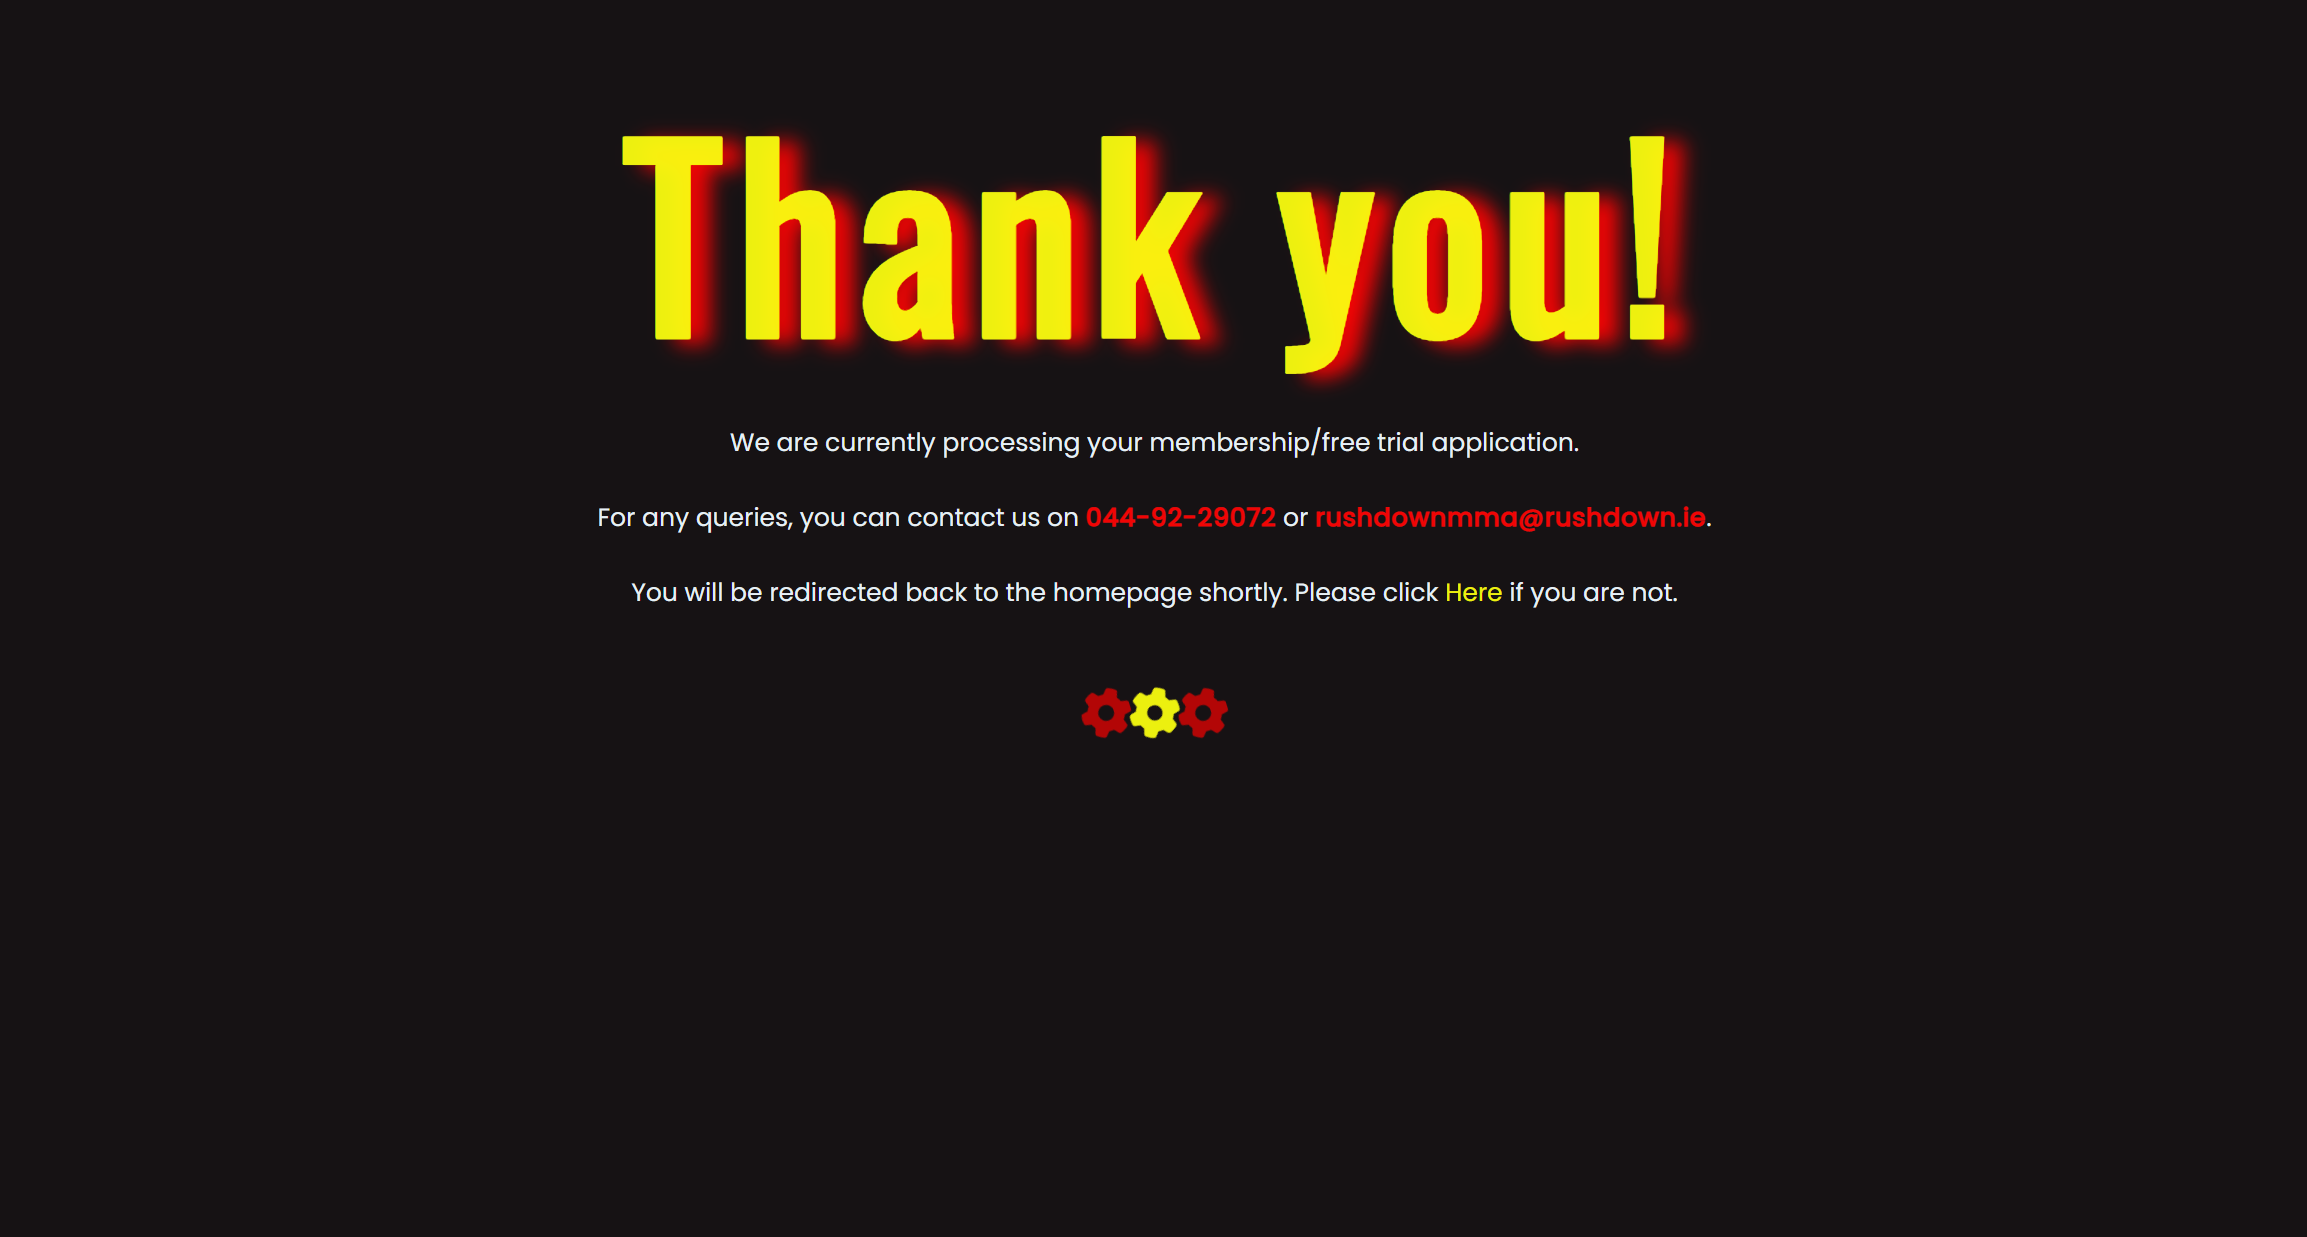 Thank you!
We are currently processing your membership/free trial application.
For any queries, you can contact us on 044-92-29072 or rushdownmma@rushdown.ie.
You will be redirected back to the homepage shortly. Please click Here if you are not.